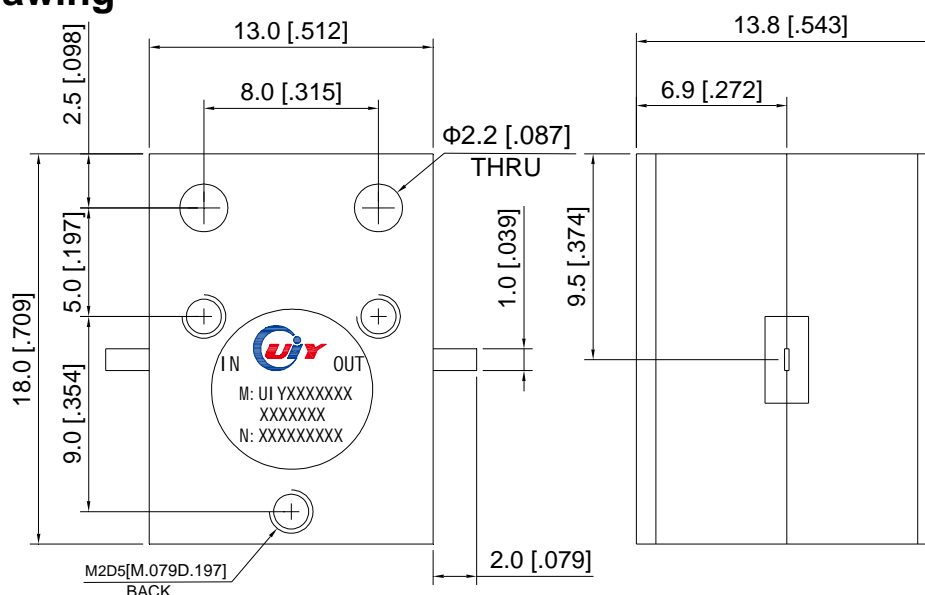 awing
13.0 [.512]
13.8 [.543]
2.5 [.098]
8.0 [.315]
6.9 [.272]
Φ2.2 [.087]
THRU
5.0 [.197]
1.0 [.039]
9.5 [.374]
18.0 [.709]
9.0 [.354]
UIY
IN
OUT
M: UIYXXXXXXX
XXXXXXX
N: XXXXXXXXX
2.0 [.079]
M2D5[M.079D.197]
BACK